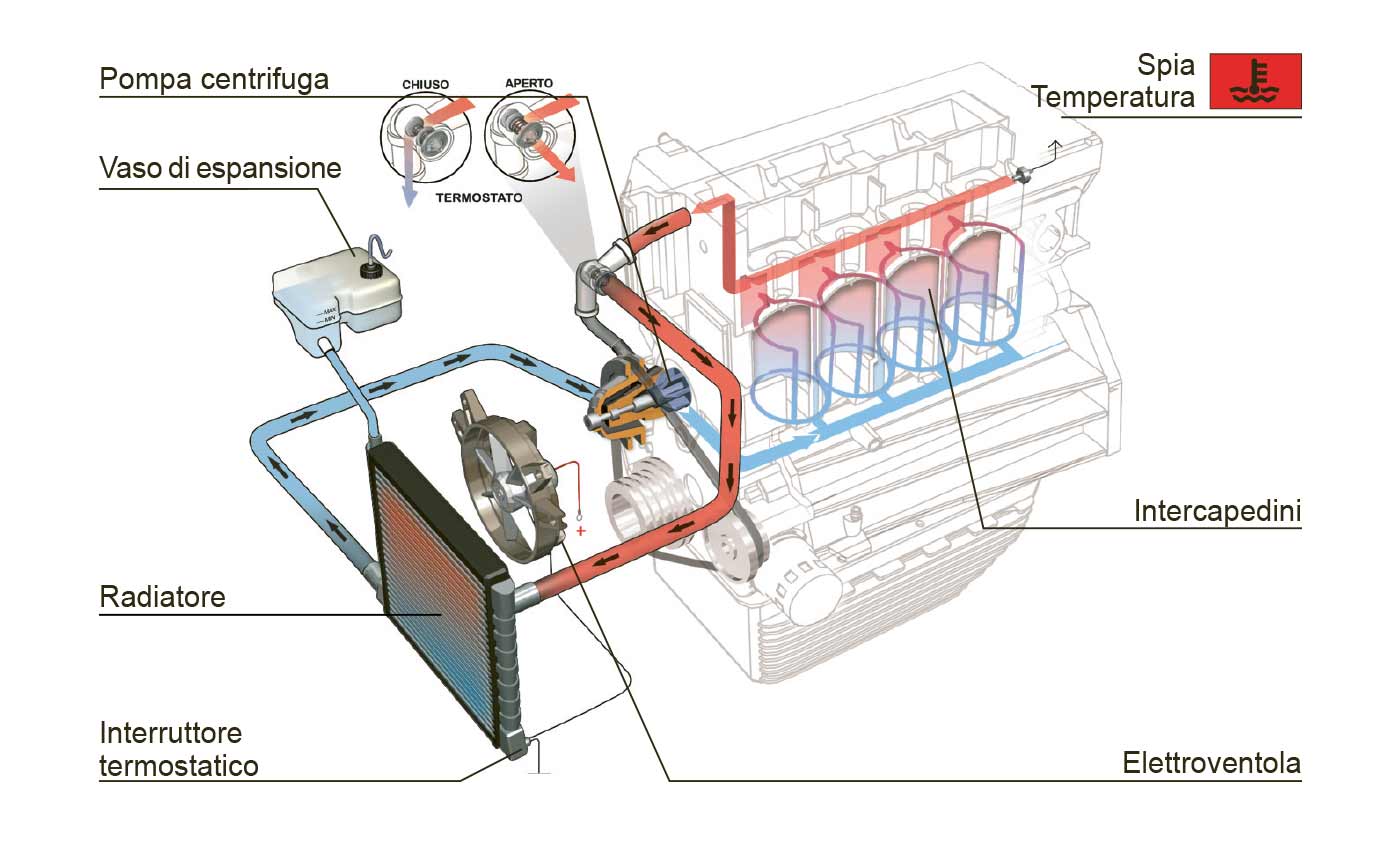 Pompa centrifuga
CHIUSO
APERTO
TERMOSTATO
Spia
Temperatura
Vaso di espansione
MAX
MIN
+
Intercapedini
Radiatore
Interruttore
termostatico
Elettroventola